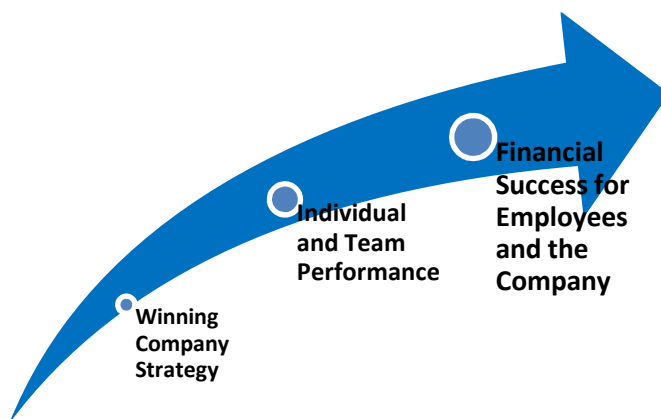 Winning
Company
Strategy
Individual
and Team
Performance
Financial
Success for
Employees
and the
Company